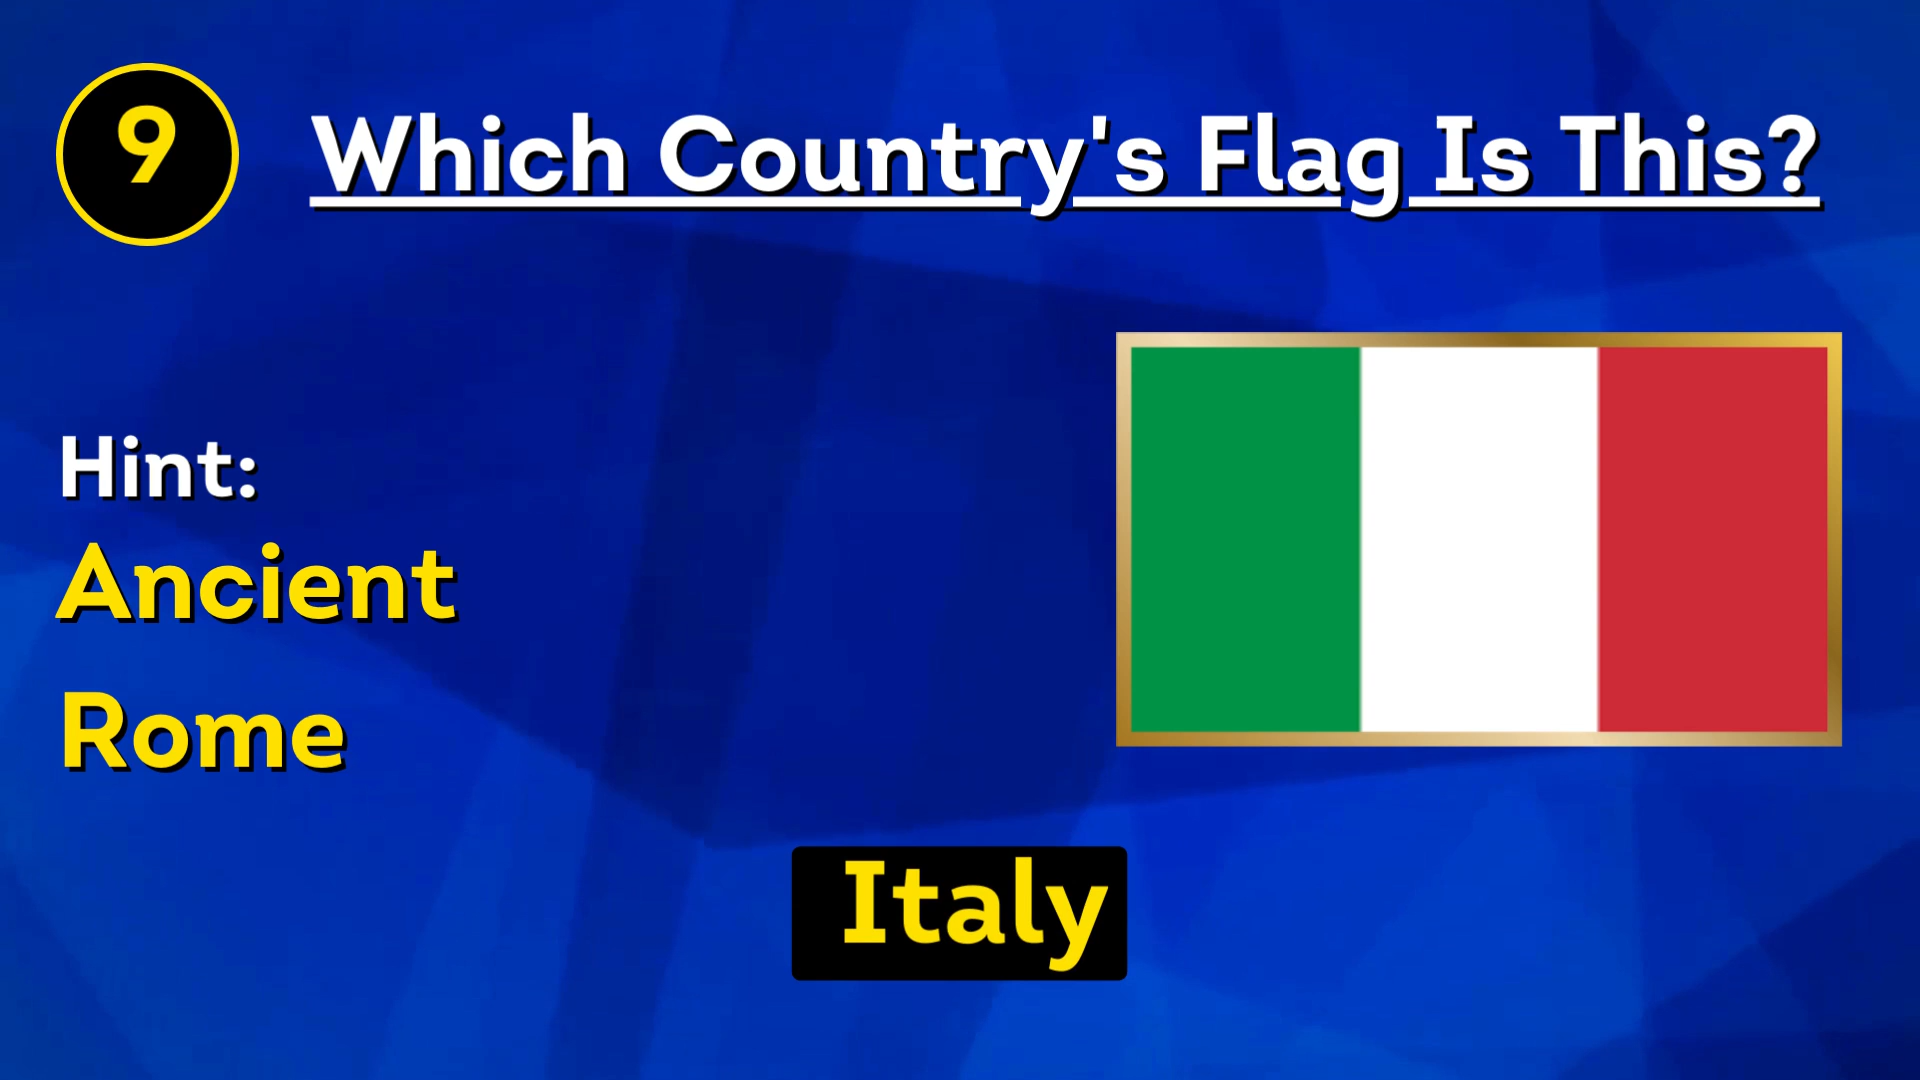 9
Which Country's Flag Is This?
Hint:
Ancient
Rome
Italy